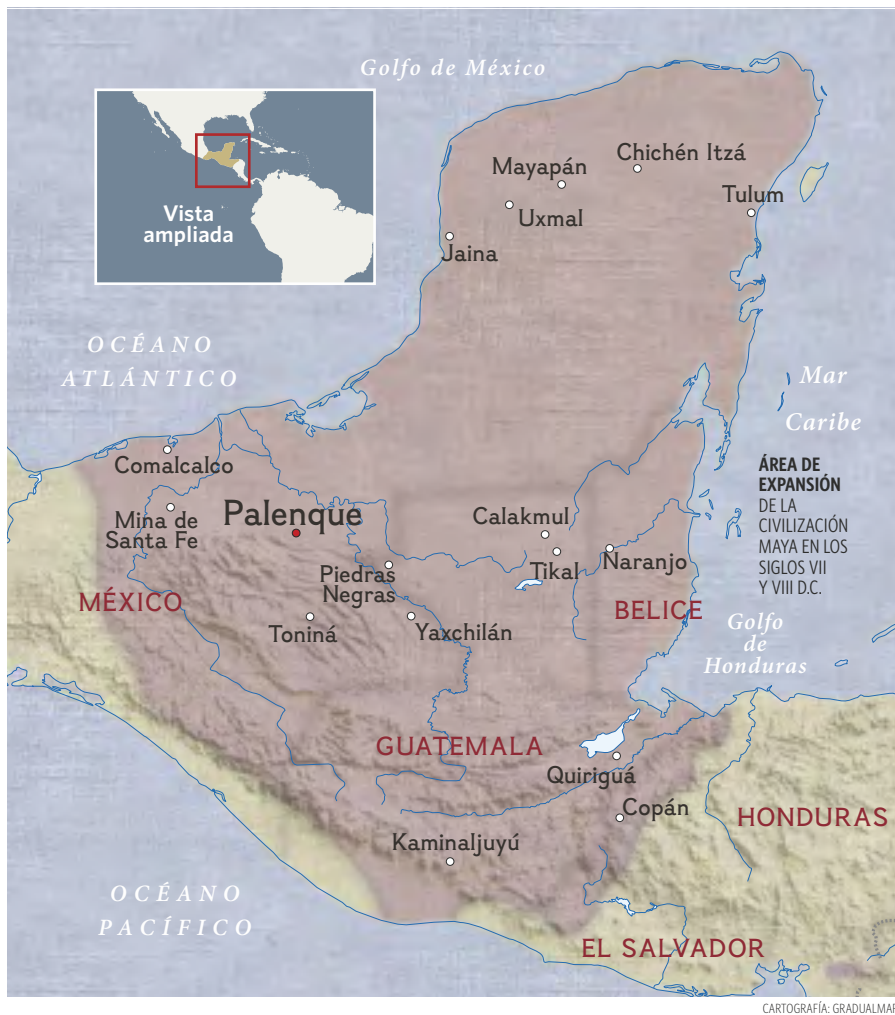 Golfo de México
Vista
ampliada
Mayapán
Chichén Itzá
Uxmal
Tulum
Jaina
OCÉANO
ATLÁNTICO
Mar
Caribe
ÁREA DE
EXPANSIÓN
DE LA
CIVILIZACIÓN
MAYA EN LOS
SIGLOS VII
Y VIII D.C.
Comalcalco
Mina de
Santa Fe
Palenque
Calakmul
Tikal
Naranjo
Piedras
Negras
MÉXICO
BELICE
Toniná
Yaxchilán
Golfo
de
Honduras
GUATEMALA
Quiriguá
Copán
HONDURAS
Kaminaljuyú
OCÉANO
PACÍFICO
EL SALVADOR
CARTOGRAFÍA: GRADUALMAP